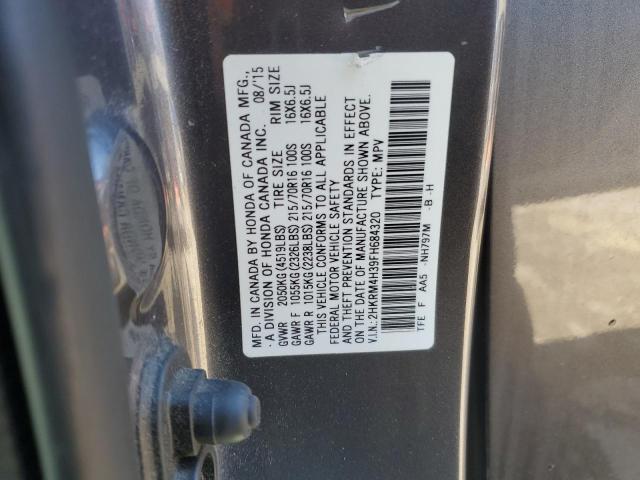 MFD. IN CANADA BY HONDA OF CANADA MFG.,
A DIVISION OF HONDA CANADA INC. 08/'15
TIRE SIZE RIM SIZE
GVWR 2050KG(4519LBS)
GAWR F 1055KG(2326LBS) 215/70R16 100S 16X6.5J
GAWR R 1015KG(2238LBS) 215/70R16 100S 16X6.5J
THIS VEHICLE CONFORMS TO ALL APPLICABLE
FEDERAL MOTOR VEHICLE SAFETY
AND THEFT PREVENTION STANDARDS IN EFFECT
ON THE DATE OF MANUFACTURE SHOWN ABOVE.
V.I.N.: 2HKRM4H39FH684320 TYPE: MPV
TFE F AA5 -NH797M -B -H